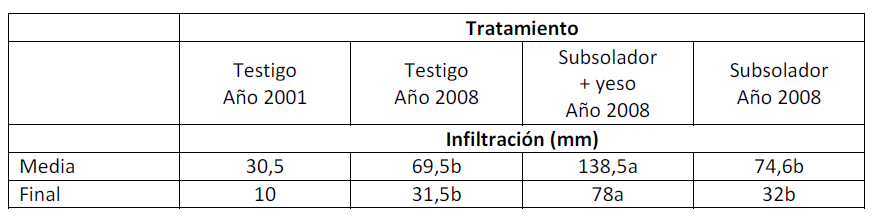 Tratamiento
Testigo Año 2001
Testigo Año 2008
Subsolador + yeso Año 2008
Subsolador Año 2008
Infiltración (mm)
Media 30,5 69,5b 138,5a 74,6b
Final 10 31,5b 78a 32b